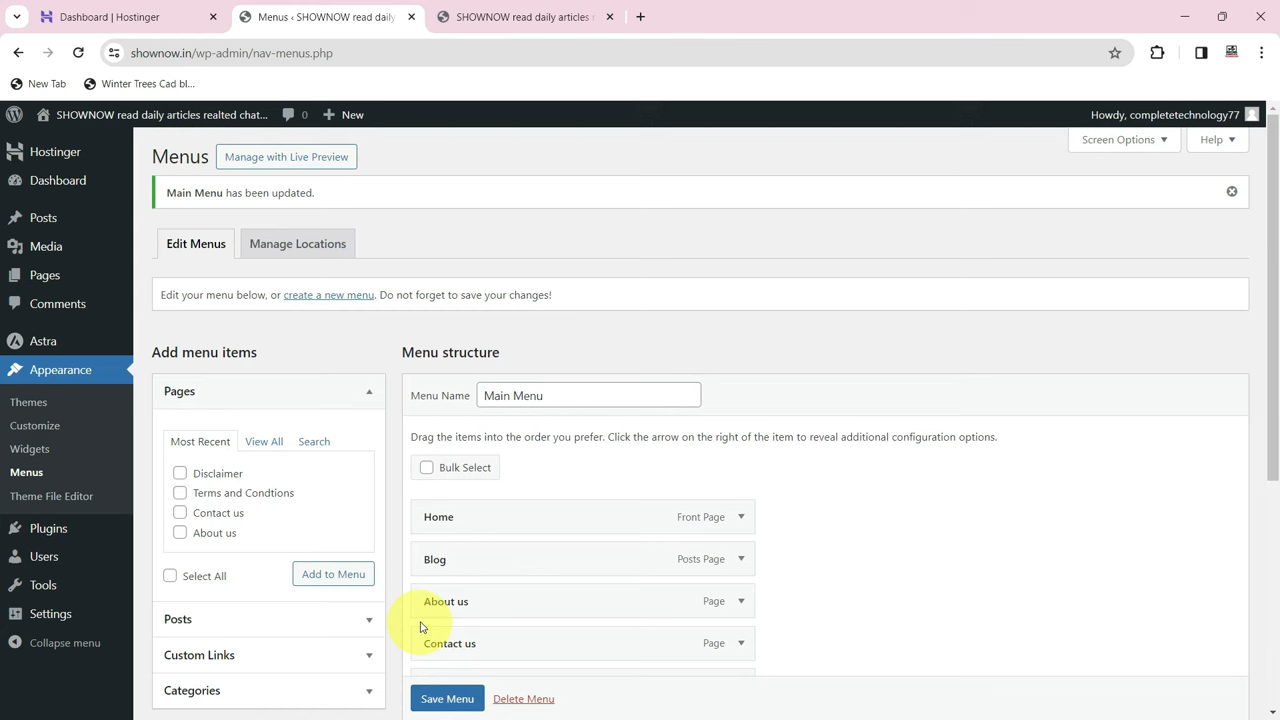 Dashboard | Hostinger
Menus ‹ SHOWNOW read daily
SHOWNOW read daily articles
shownow.in/wp-admin/nav-menus.php
New Tab
Winter Trees Cad bl...
SHOWNOW read daily articles realted chat...
0
New
Howdy, completetechnology77
Hostinger
Dashboard
Posts
Media
Pages
Comments
Astra
Appearance
Themes
Customize
Widgets
Menus
Theme File Editor
Plugins
Users
Tools
Settings
Collapse menu
Screen Options
Help
Menus
Manage with Live Preview
Main Menu has been updated.
Edit Menus
Manage Locations
Edit your menu below, or create a new menu. Do not forget to save your changes!
Add menu items
Pages
Most Recent
View All
Search
Disclaimer
Terms and Condtions
Contact us
About us
Select All
Add to Menu
Posts
Custom Links
Categories
Menu structure
Menu Name
Main Menu
Drag the items into the order you prefer. Click the arrow on the right of the item to reveal additional configuration options.
Bulk Select
Home
Front Page
Blog
Posts Page
About us
Page
Contact us
Page
Save Menu
Delete Menu